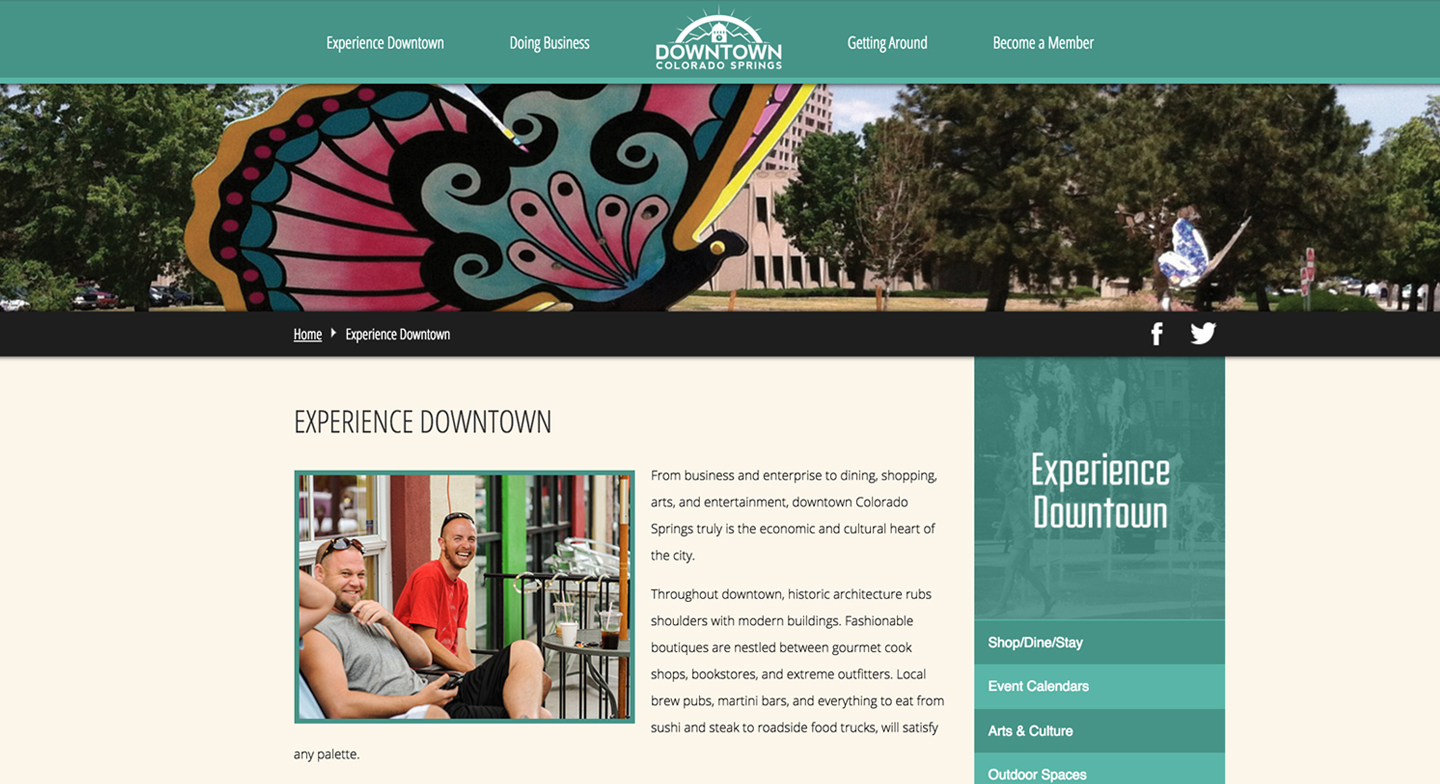 Experience Downtown
Doing Business
DOWNTOWN
COLORADO SPRINGS
Getting Around
Become a Member
Home
Experience Downtown
EXPERIENCE DOWNTOWN
From business and enterprise to dining, shopping,
arts, and entertainment, downtown Colorado
Springs truly is the economic and cultural heart of
the city.
Throughout downtown, historic architecture rubs
shoulders with modern buildings. Fashionable
boutiques are nestled between gourmet cook
shops, bookstores, and extreme outfitters. Local
brew pubs, martini bars, and everything to eat from
sushi and steak to roadside food trucks, will satisfy
any palette.
Experience
Downtown
Shop/Dine/Stay
Event Calendars
Arts & Culture
Outdoor Spaces